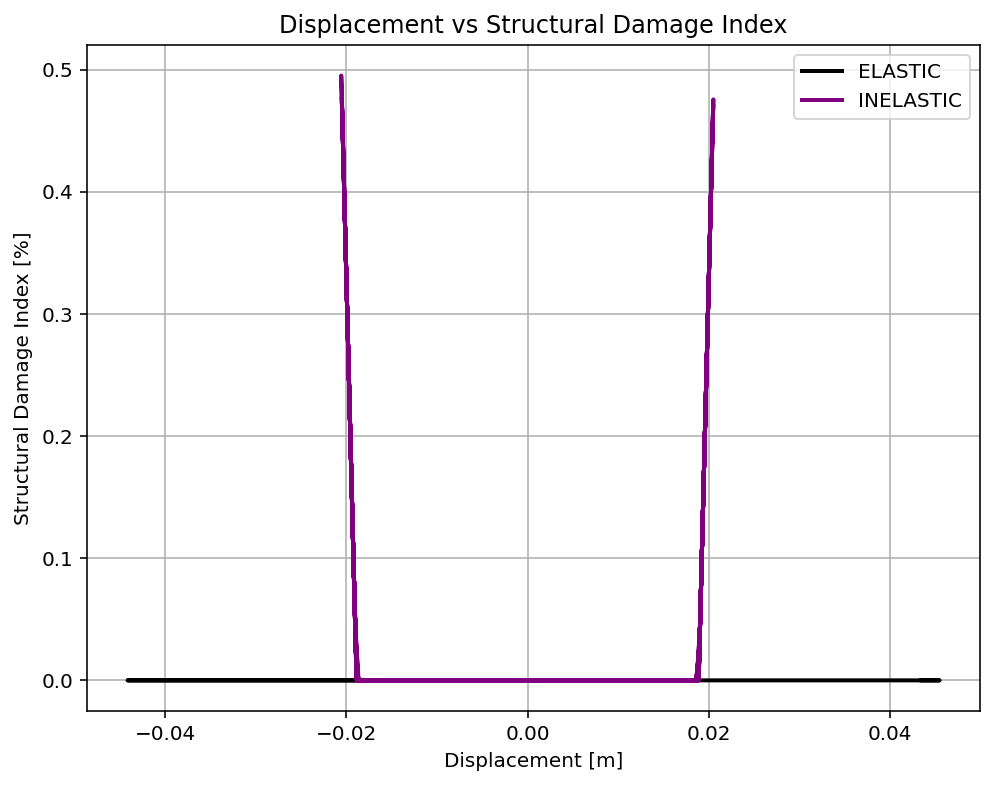 Displacement vs Structural Damage Index
ELASTIC
INELASTIC
Structural Damage Index [%]
0.5
0.4
0.3
0.2
0.1
0.0
−0.04 −0.02 0.00 0.02 0.04
Displacement [m]